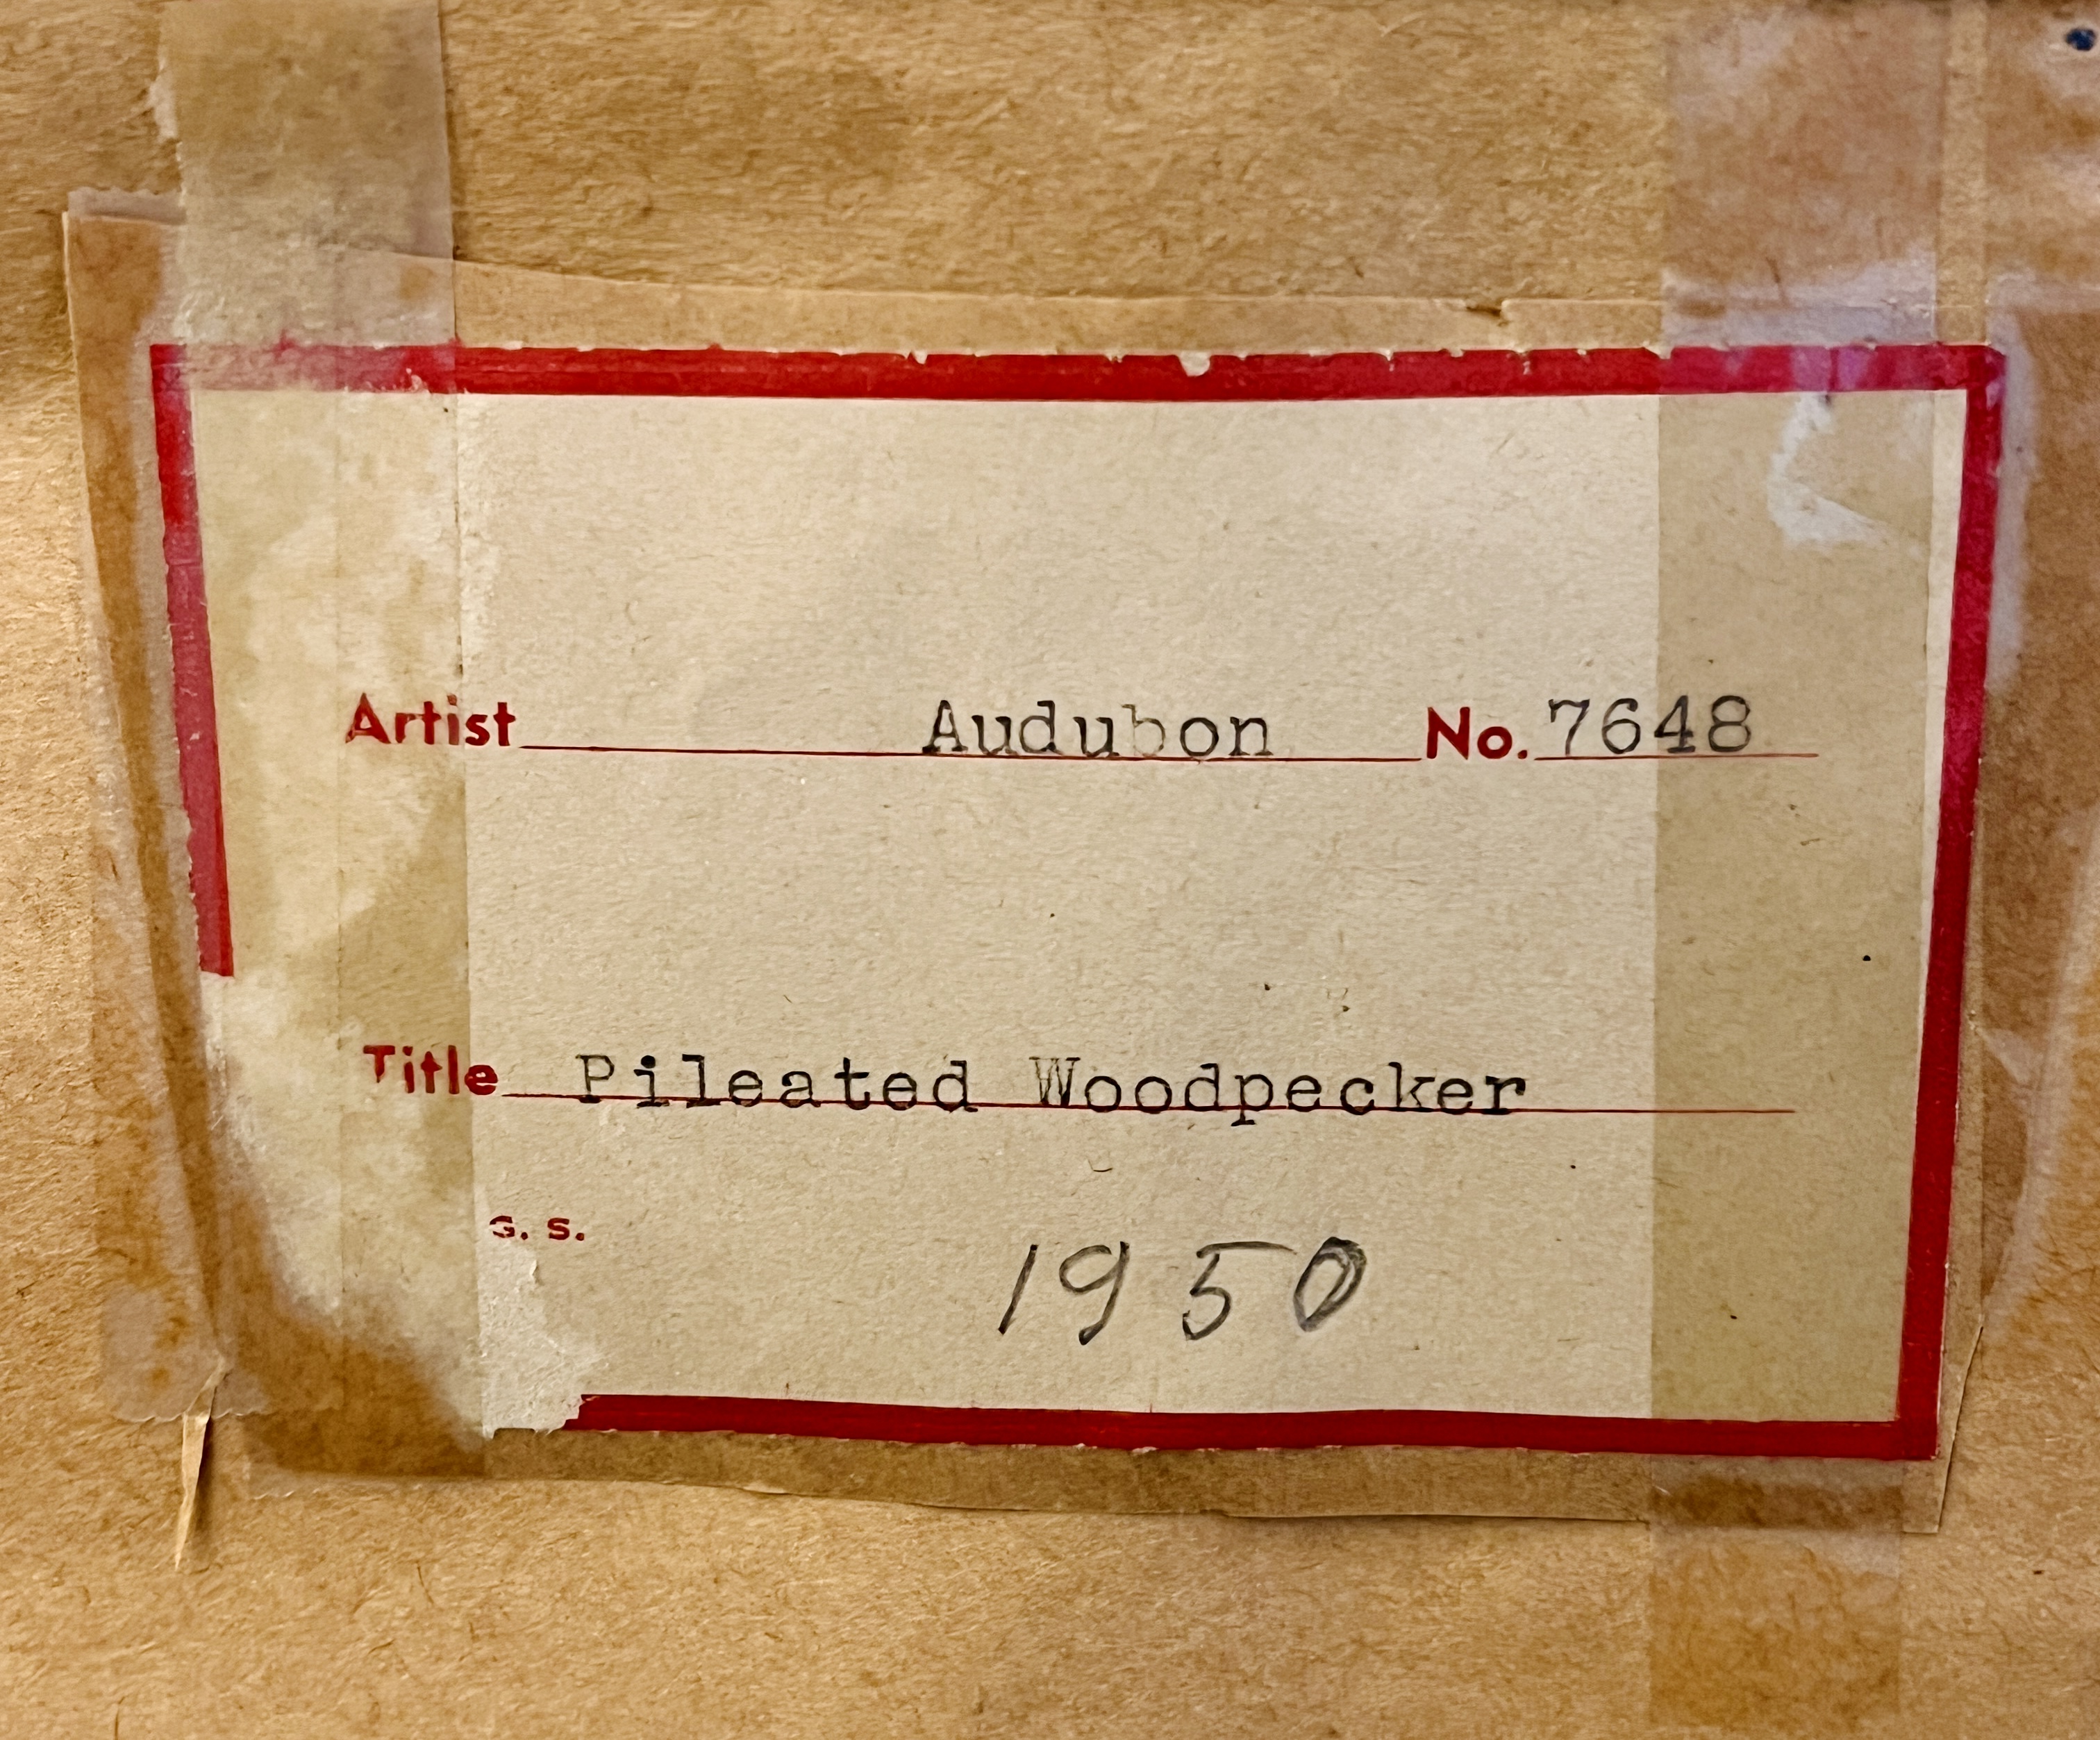 Artist Audubon No. 7648
Title Pileated Woodpecker
G. S.
1950